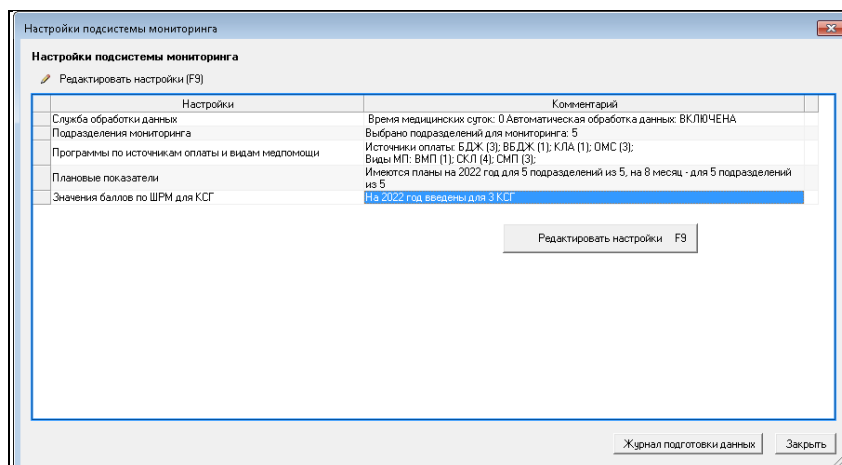 Настройки подсистемы мониторинга
Настройки подсистемы мониторинга
Редактировать настройки (F9)
Настройки Комментарий
Служба обработки данных Время медицинских суток: 0 Автоматическая обработка данных: ВКЛЮЧЕНА
Подразделения мониторинга Выбрано подразделений для мониторинга: 5
Программы по источникам оплаты и видам медпомощи Источники оплаты: БДЖ (3); ВБДЖ (1); КЛА (1); ОМС (3);
Виды МП: ВМП (1); СКЛ (4); СМП (3);
Плановые показатели Имеются планы на 2022 год для 5 подразделений из 5, на 8 месяц - для 5 подразделений
из 5
Значения баллов по ШРМ для КСГ На 2022 год введены для 3 КСГ
Редактировать настройки F9
Журнал подготовки данных Закрыть